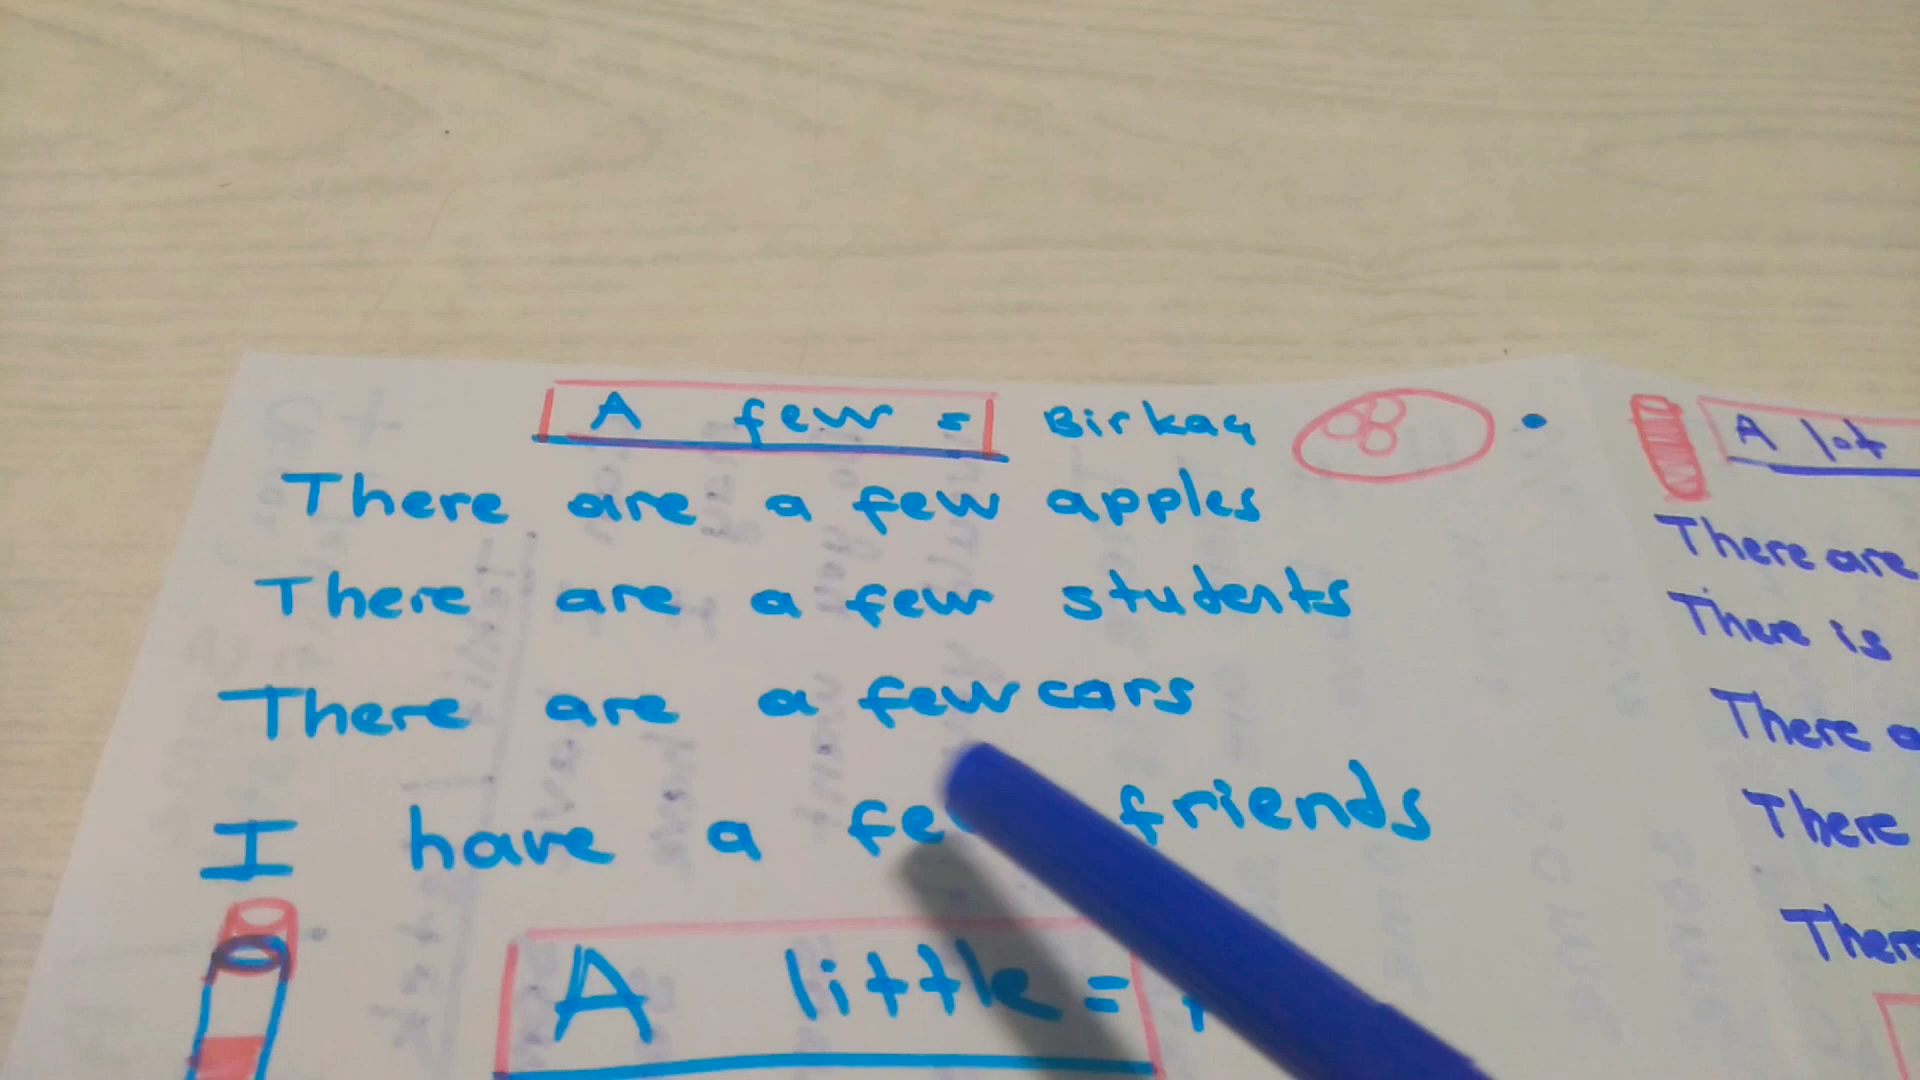 A few = Birkaç
There are a few apples
There are a few students
There are a few cars
I have a friends
A little =
A lot
There are
There is
There
There
There